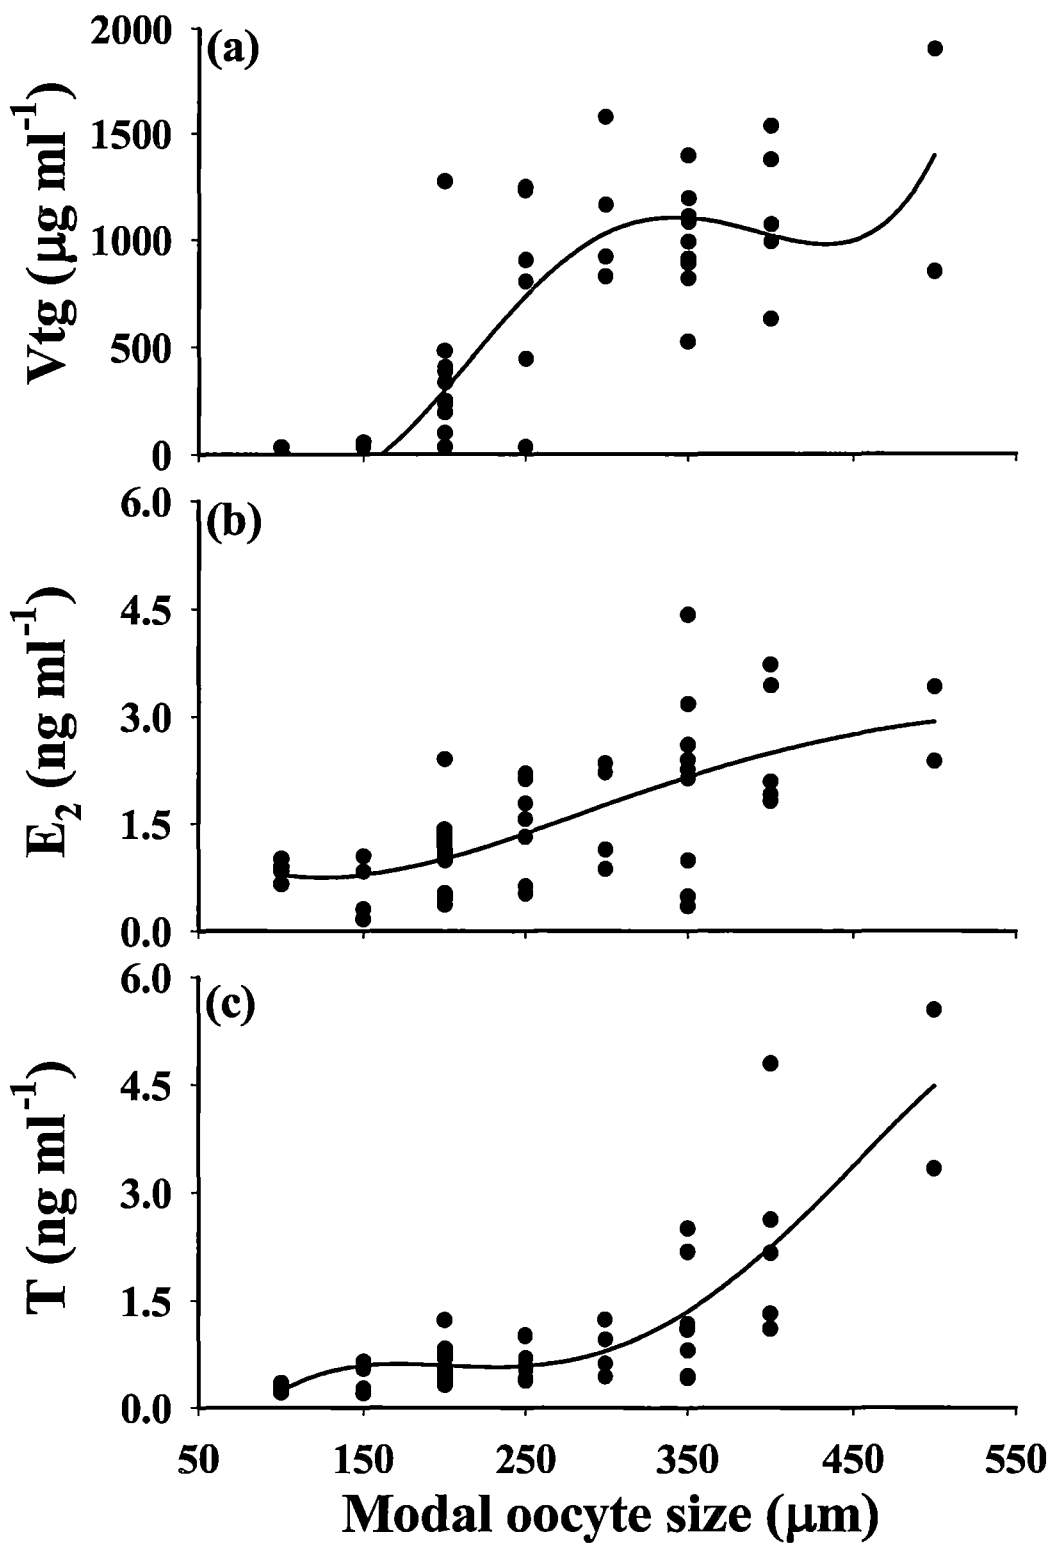 (a)
Vtg (μg ml⁻¹)
2000
1500
1000
500
0
(b)
E₂ (ng ml⁻¹)
6.0
4.5
3.0
1.5
0.0
(c)
T (ng ml⁻¹)
6.0
4.5
3.0
1.5
0.0
50 150 250 350 450 550
Modal oocyte size (μm)